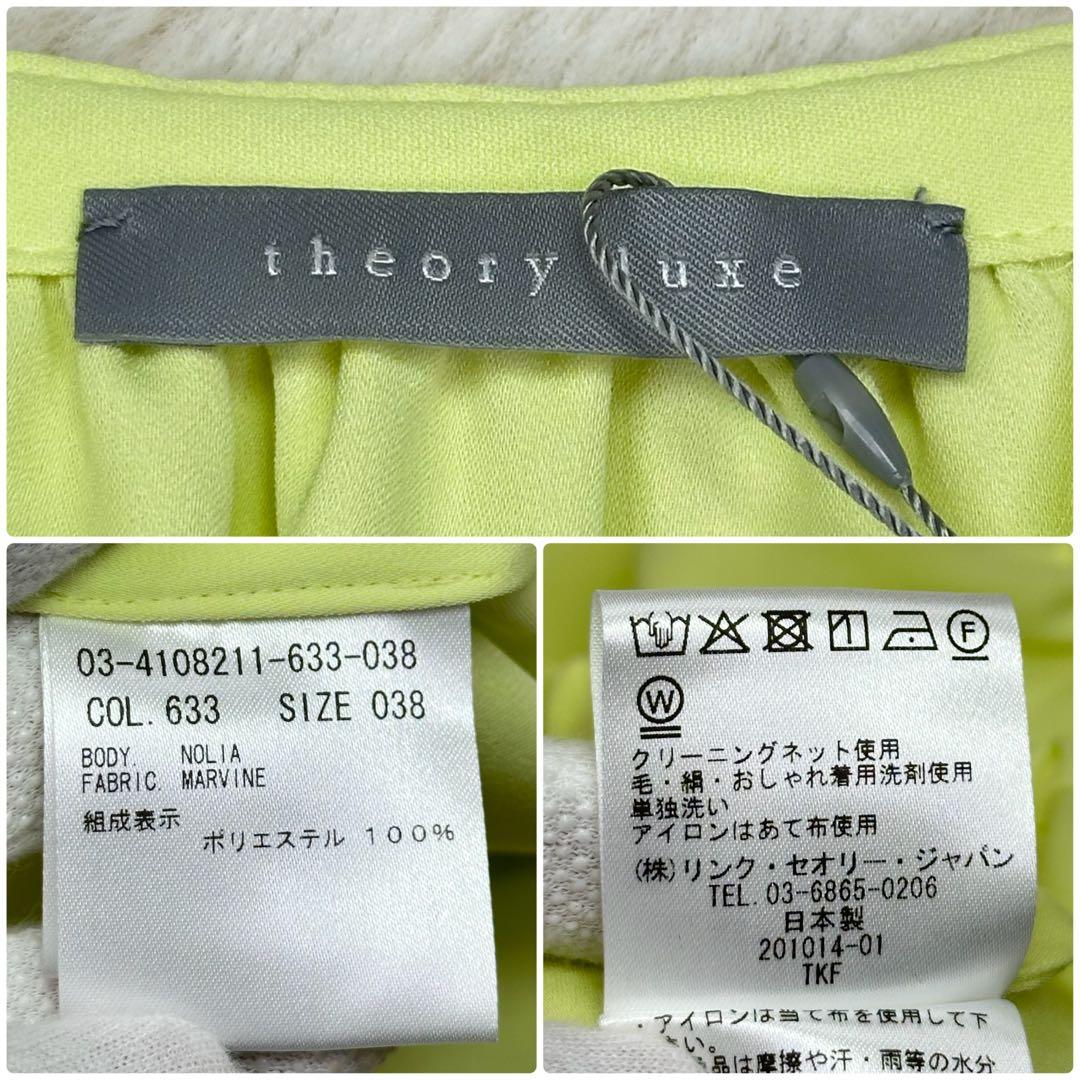 theory luxe
03-4108211-633-038
COL. 633 SIZE 038
BODY. NOLIA
FABRIC. MARVINE
組成表示
ポリエステル 100%
F
W
クリーニングネット使用
毛・絹・おしゃれ着用洗剤使用
単独洗い
アイロンはあて布使用
(株)リンク・セオリー・ジャパン
TEL. 03-6865-0206
日本製
201014-01
TKF
・アイロンは当て布を使用して下
さい。
品は摩擦や汗・雨等の水分